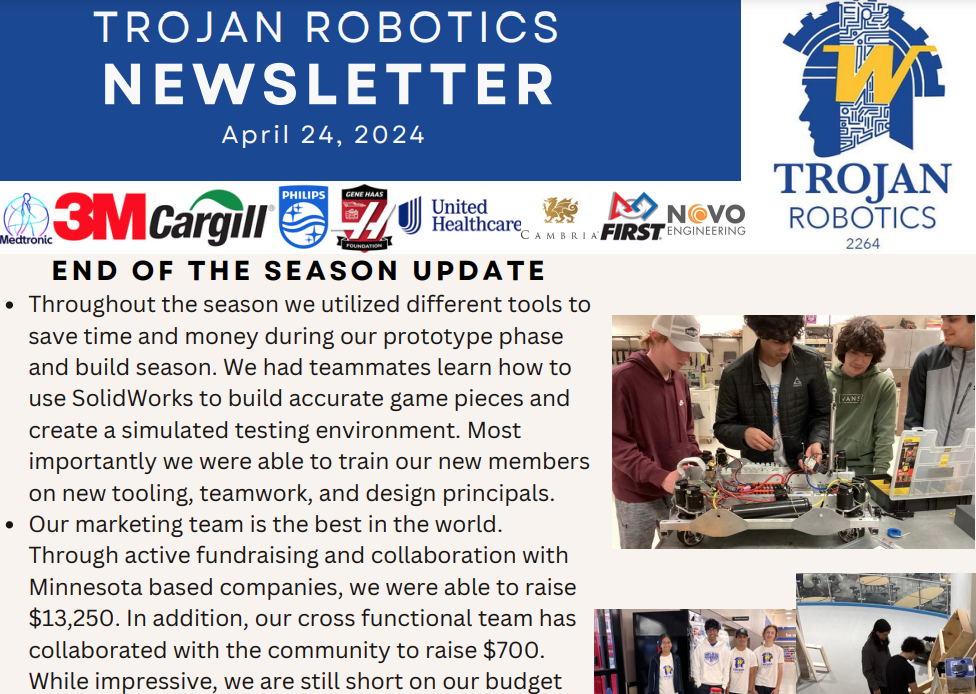 TROJAN ROBOTICS
NEWSLETTER
April 24, 2024
W
TROJAN
ROBOTICS
2264
Medtronic
3M
Cargill
PHILIPS
GENE HAAS
H
FOUNDATION
United
Healthcare
CAMBRIA
FIRST
NOVO
ENGINEERING
END OF THE SEASON UPDATE
• Throughout the season we utilized different tools to
save time and money during our prototype phase
and build season. We had teammates learn how to
use SolidWorks to build accurate game pieces and
create a simulated testing environment. Most
importantly we were able to train our new members
on new tooling, teamwork, and design principals.
• Our marketing team is the best in the world.
Through active fundraising and collaboration with
Minnesota based companies, we were able to raise
$13,250. In addition, our cross functional team has
collaborated with the community to raise $700.
While impressive, we are still short on our budget
VANS